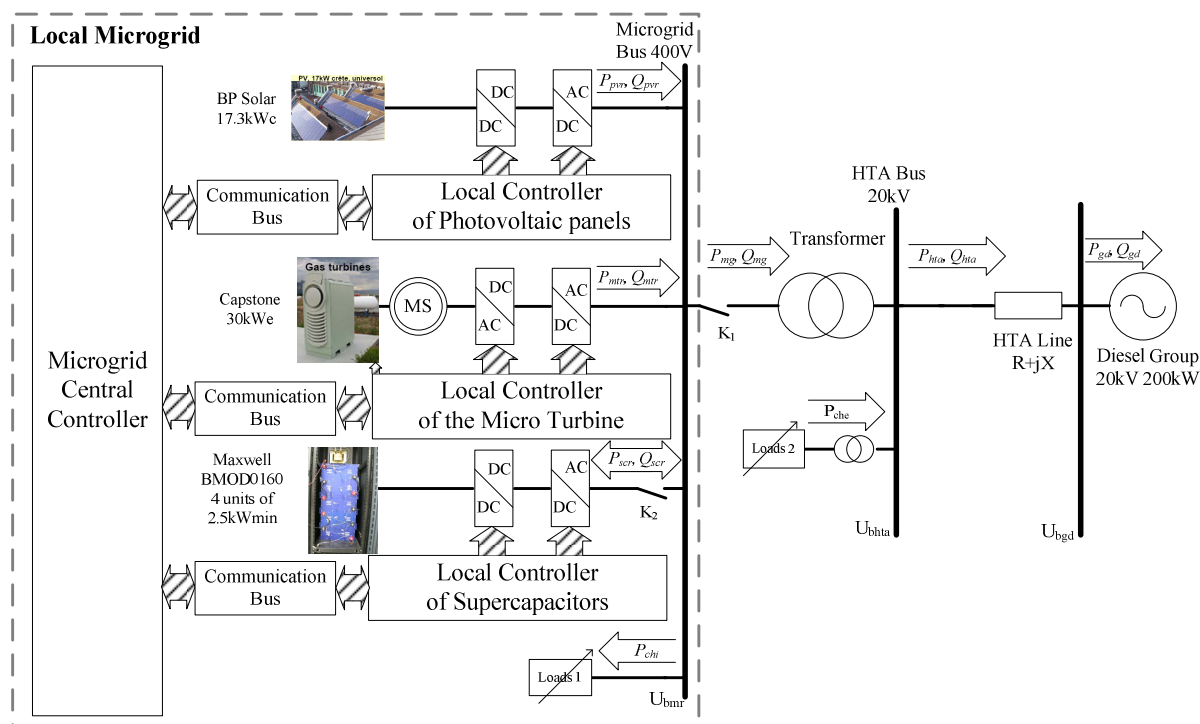 Local Microgrid
Microgrid
Bus 400V
PV, 17kW crête, universol
BP Solar
17.3kWc
DC
DC
AC
DC
Ppvr, Qpvr
Communication
Bus
Local Controller
of Photovoltaic panels
HTA Bus
20kV
Transformer
Pmg, Qmg
Phta, Qhta
Pgd, Qgd
Gas turbines
Capstone
30kWe
MS
DC
AC
AC
DC
Pmtr, Qmtr
K1
HTA Line
R+jX
Diesel Group
20kV 200kW
Microgrid
Central
Controller
Communication
Bus
Local Controller
of the Micro Turbine
Pche
Loads 2
Maxwell
BMOD0160
4 units of
2.5kWmin
DC
DC
AC
DC
Pscr, Qscr
K2
Ubhta
Ubgd
Communication
Bus
Local Controller
of Supercapacitors
Pchi
Loads 1
Ubmr